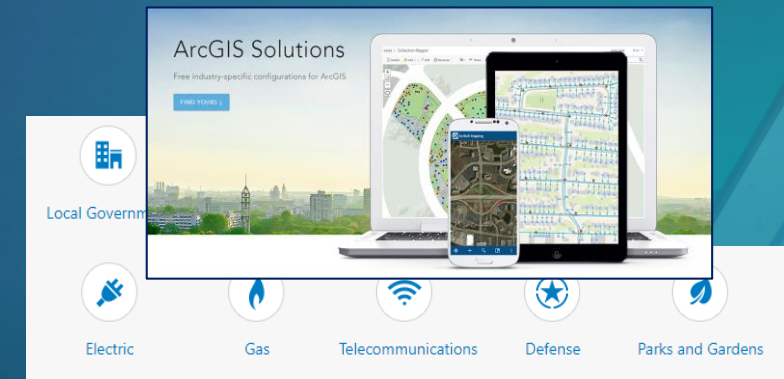 ArcGIS Solutions
Free industry-specific configurations for ArcGIS
FIND YOURS ↓
Local Governm
Electric
Gas
Telecommunications
Defense
Parks and Gardens